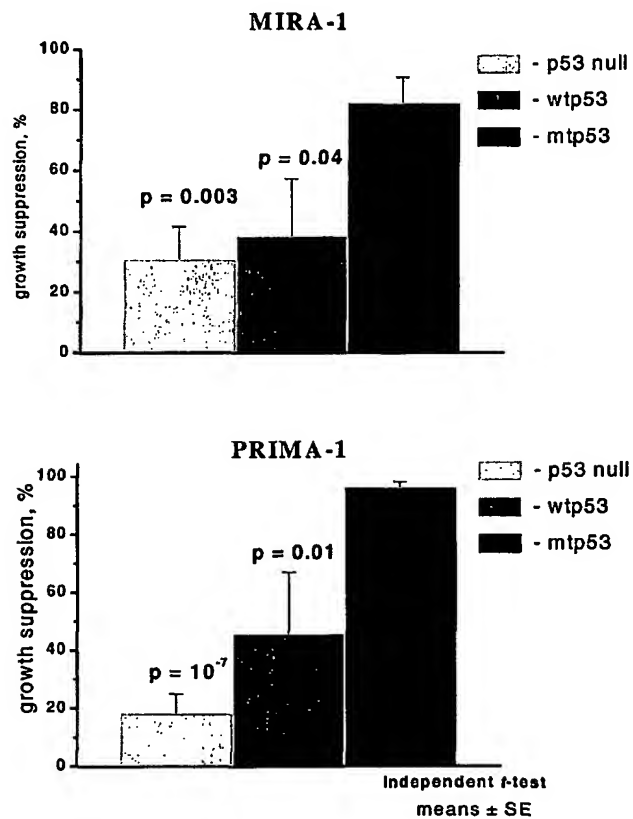 MIRA-1
growth suppression, %
100
80
60
40
20
0
p = 0.003
p = 0.04
- p53 null
- wtp53
- mtp53
PRIMA-1
growth suppression, %
100
80
60
40
20
0
p = 10⁻⁷
p = 0.01
- p53 null
- wtp53
- mtp53
Independent t-test
means ± SE